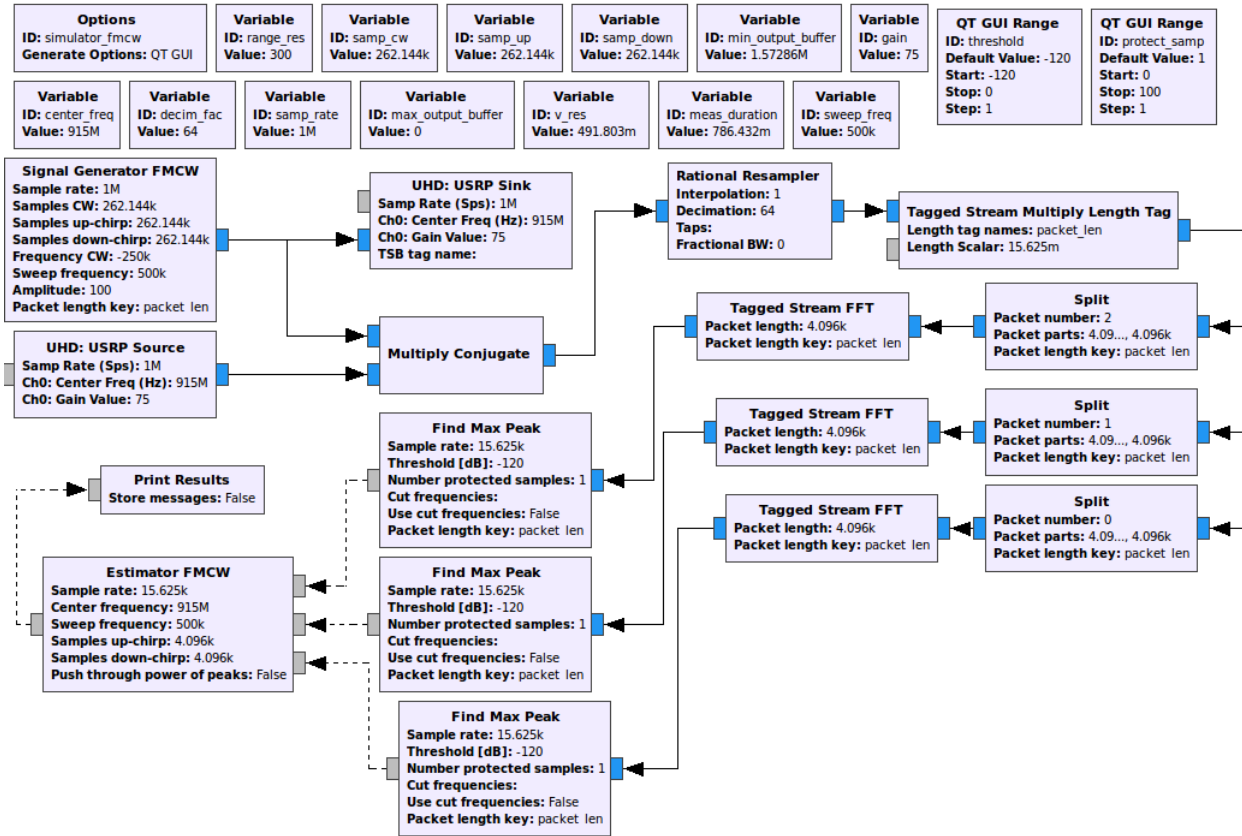 Options
ID: simulator_fmcw
Generate Options: QT GUI
Variable
ID: range_res
Value: 300
Variable
ID: samp_cw
Value: 262.144k
Variable
ID: samp_up
Value: 262.144k
Variable
ID: samp_down
Value: 262.144k
Variable
ID: min_output_buffer
Value: 1.57286M
Variable
ID: gain
Value: 75
QT GUI Range
ID: threshold
Default Value: -120
Start: -120
Stop: 0
Step: 1
QT GUI Range
ID: protect_samp
Default Value: 1
Start: 0
Stop: 100
Step: 1
Variable
ID: center_freq
Value: 915M
Variable
ID: decim_fac
Value: 64
Variable
ID: samp_rate
Value: 1M
Variable
ID: max_output_buffer
Value: 0
Variable
ID: v_res
Value: 491.803m
Variable
ID: meas_duration
Value: 786.432m
Variable
ID: sweep_freq
Value: 500k
Signal Generator FMCW
Sample rate: 1M
Samples CW: 262.144k
Samples up-chirp: 262.144k
Samples down-chirp: 262.144k
Frequency CW: -250k
Sweep frequency: 500k
Amplitude: 100
Packet length key: packet_len
UHD: USRP Sink
Samp Rate (Sps): 1M
Ch0: Center Freq (Hz): 915M
Ch0: Gain Value: 75
TSB tag name:
Rational Resampler
Interpolation: 1
Decimation: 64
Taps:
Fractional BW: 0
Tagged Stream Multiply Length Tag
Length tag names: packet_len
Length Scalar: 15.625m
UHD: USRP Source
Samp Rate (Sps): 1M
Ch0: Center Freq (Hz): 915M
Ch0: Gain Value: 75
Multiply Conjugate
Tagged Stream FFT
Packet length: 4.096k
Packet length key: packet_len
Split
Packet number: 2
Packet parts: 4.09..., 4.096k
Packet length key: packet_len
Tagged Stream FFT
Packet length: 4.096k
Packet length key: packet_len
Split
Packet number: 1
Packet parts: 4.09..., 4.096k
Packet length key: packet_len
Tagged Stream FFT
Packet length: 4.096k
Packet length key: packet_len
Split
Packet number: 0
Packet parts: 4.09..., 4.096k
Packet length key: packet_len
Find Max Peak
Sample rate: 15.625k
Threshold [dB]: -120
Number protected samples: 1
Cut frequencies:
Use cut frequencies: False
Packet length key: packet_len
Print Results
Store messages: False
Estimator FMCW
Sample rate: 15.625k
Center frequency: 915M
Sweep frequency: 500k
Samples up-chirp: 4.096k
Samples down-chirp: 4.096k
Push through power of peaks: False
Find Max Peak
Sample rate: 15.625k
Threshold [dB]: -120
Number protected samples: 1
Cut frequencies:
Use cut frequencies: False
Packet length key: packet_len
Find Max Peak
Sample rate: 15.625k
Threshold [dB]: -120
Number protected samples: 1
Cut frequencies:
Use cut frequencies: False
Packet length key: packet_len